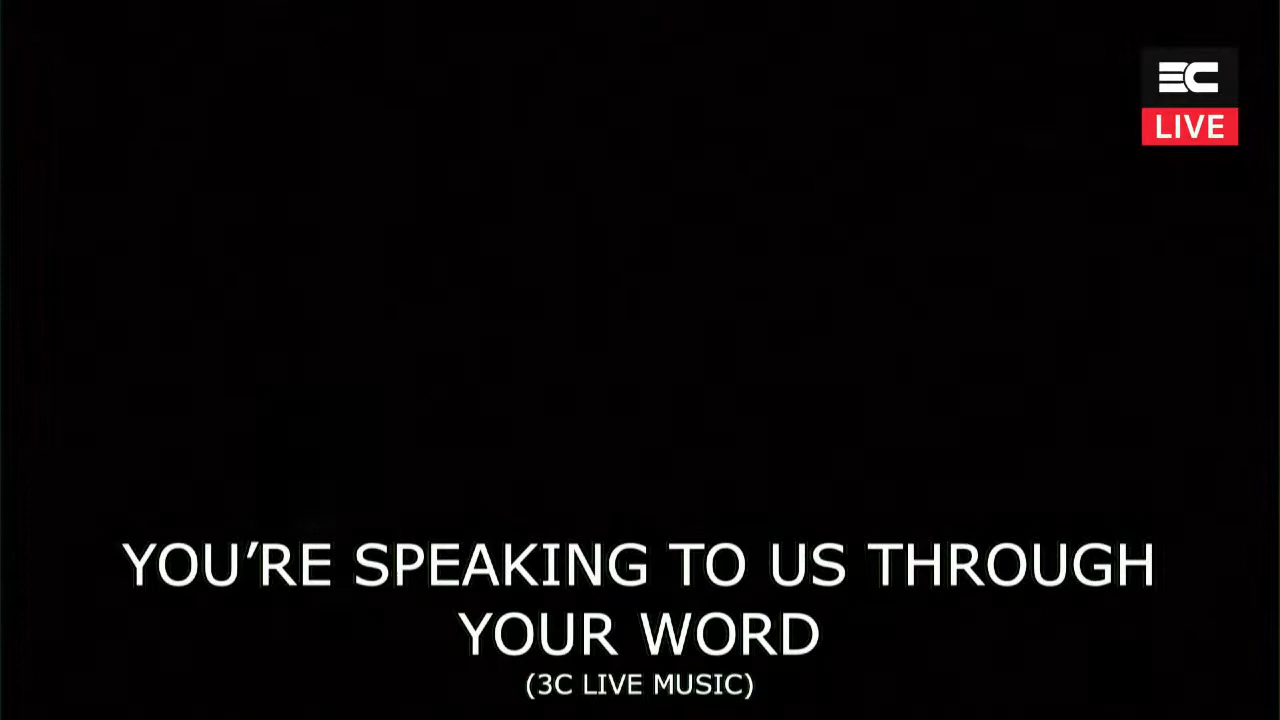 3C
LIVE
YOU’RE SPEAKING TO US THROUGH
YOUR WORD
(3C LIVE MUSIC)